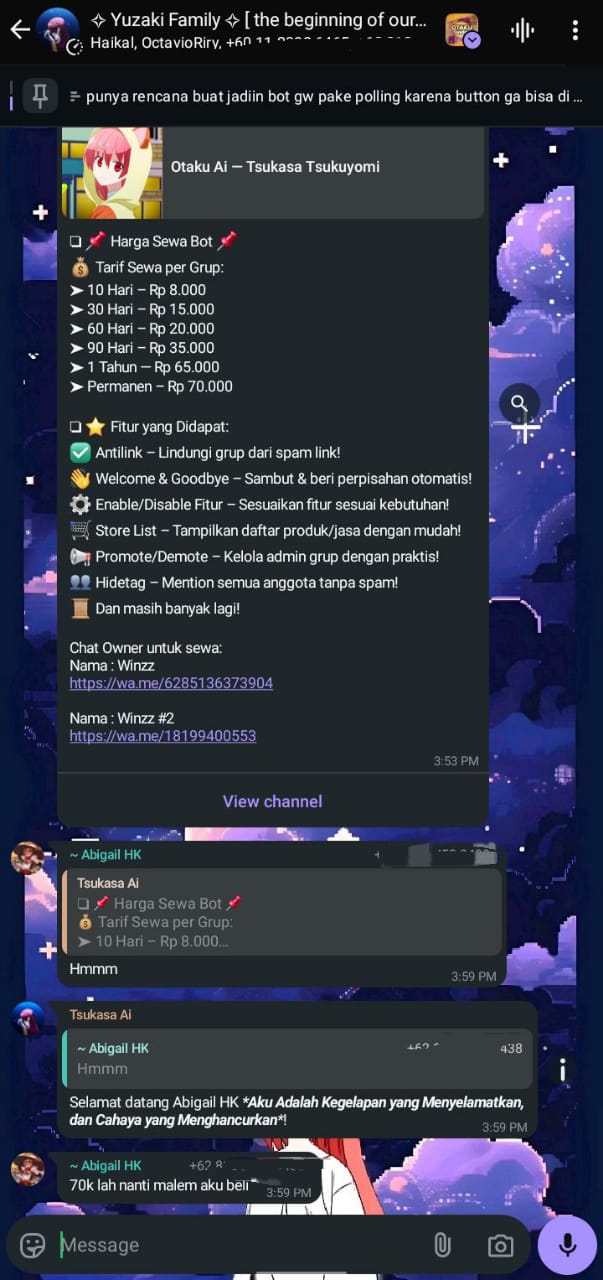 ✧ Yuzaki Family ✧ [ the beginning of our...
Haikal, OctavioRiry, +60 11-
punya rencana buat jadiin bot gw pake polling karena button ga bisa di ...
Otaku Ai — Tsukasa Tsukuyomi
❏ 📌 Harga Sewa Bot 📌
💰 Tarif Sewa per Grup:
➤ 10 Hari – Rp 8.000
➤ 30 Hari – Rp 15.000
➤ 60 Hari – Rp 20.000
➤ 90 Hari – Rp 35.000
➤ 1 Tahun — Rp 65.000
➤ Permanen – Rp 70.000
❏ ⭐ Fitur yang Didapat:
✅ Antilink – Lindungi grup dari spam link!
👋 Welcome & Goodbye – Sambut & beri perpisahan otomatis!
⚙️ Enable/Disable Fitur – Sesuaikan fitur sesuai kebutuhan!
🛒 Store List – Tampilkan daftar produk/jasa dengan mudah!
📢 Promote/Demote – Kelola admin grup dengan praktis!
👥 Hidetag – Mention semua anggota tanpa spam!
📜 Dan masih banyak lagi!
Chat Owner untuk sewa:
Nama : Winzz
https://wa.me/6285136373904
Nama : Winzz #2
https://wa.me/18199400553
3:53 PM
View channel
~ Abigail HK
Tsukasa Ai
❏ 📌 Harga Sewa Bot 📌
💰 Tarif Sewa per Grup:
➤ 10 Hari – Rp 8.000...
Hmmm
3:59 PM
Tsukasa Ai
~ Abigail HK +62 438
Hmmm
Selamat datang Abigail HK *Aku Adalah Kegelapan yang Menyelamatkan,
dan Cahaya yang Menghancurkan*!
3:59 PM
~ Abigail HK +62
70k lah nanti malem aku beli
3:59 PM
Message